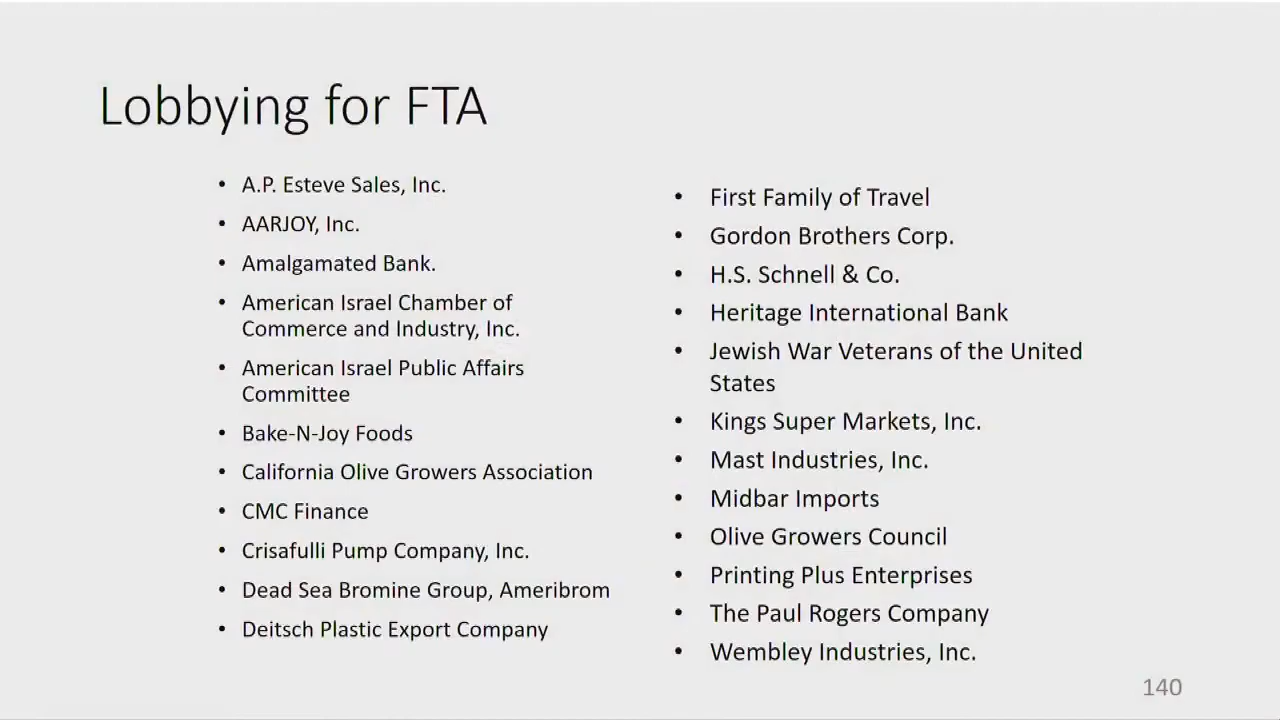 Lobbying for FTA
• A.P. Esteve Sales, Inc.
• AARJOY, Inc.
• Amalgamated Bank.
• American Israel Chamber of
Commerce and Industry, Inc.
• American Israel Public Affairs
Committee
• Bake-N-Joy Foods
• California Olive Growers Association
• CMC Finance
• Crisafulli Pump Company, Inc.
• Dead Sea Bromine Group, Ameribrom
• Deitsch Plastic Export Company
• First Family of Travel
• Gordon Brothers Corp.
• H.S. Schnell & Co.
• Heritage International Bank
• Jewish War Veterans of the United
States
• Kings Super Markets, Inc.
• Mast Industries, Inc.
• Midbar Imports
• Olive Growers Council
• Printing Plus Enterprises
• The Paul Rogers Company
• Wembley Industries, Inc.
140